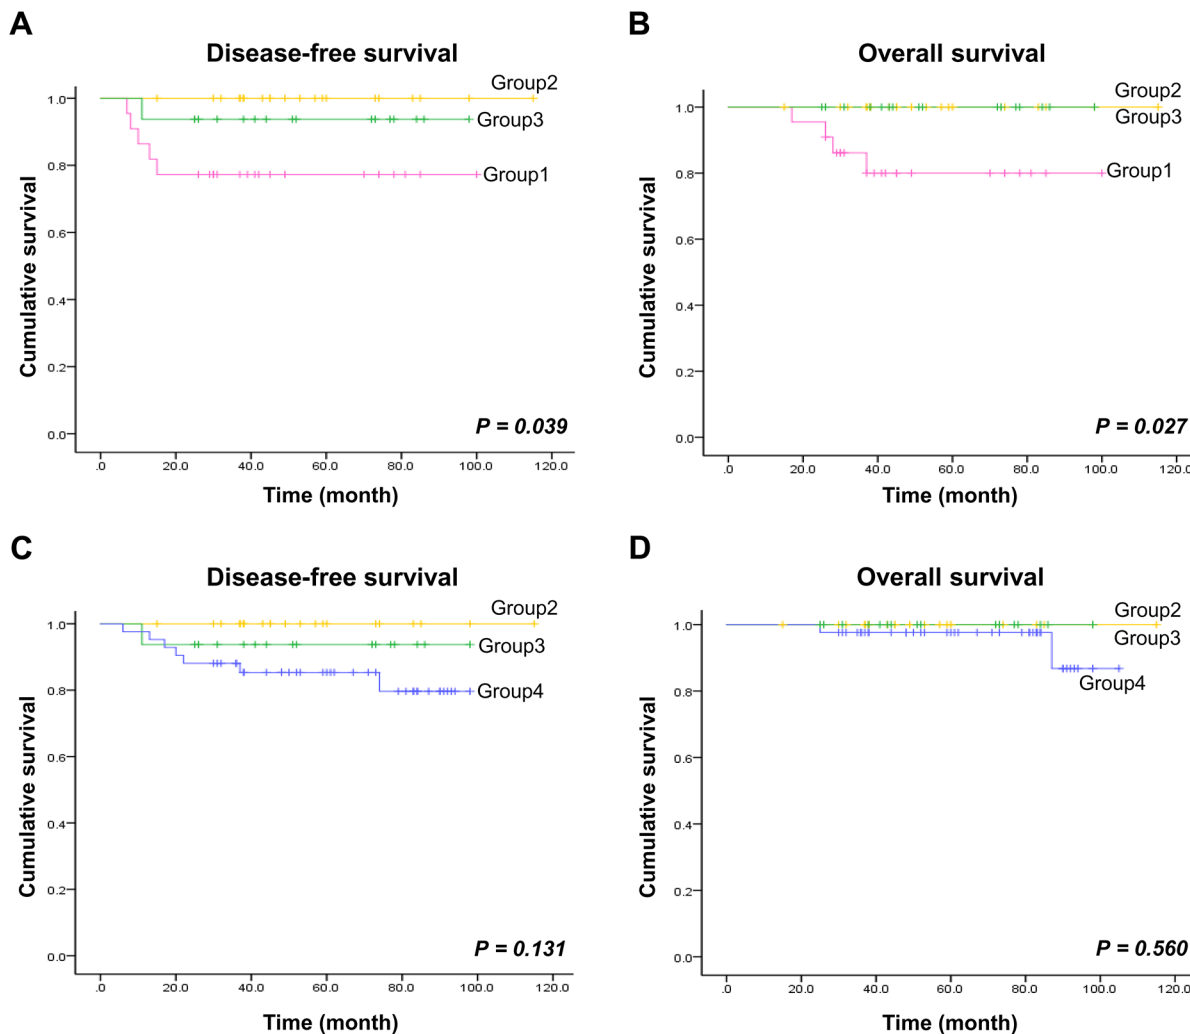 A
Disease-free survival
Group2
Group3
Group1
Cumulative survival
1.0
0.8
0.6
0.4
0.2
0.0
P = 0.039
.0 20.0 40.0 60.0 80.0 100.0 120.0
Time (month)
B
Overall survival
Group2
Group3
Group1
Cumulative survival
1.0
0.8
0.6
0.4
0.2
0.0
P = 0.027
.0 20.0 40.0 60.0 80.0 100.0 120.0
Time (month)
C
Disease-free survival
Group2
Group3
Group4
Cumulative survival
1.0
0.8
0.6
0.4
0.2
0.0
P = 0.131
.0 20.0 40.0 60.0 80.0 100.0 120.0
Time (month)
D
Overall survival
Group2
Group3
Group4
Cumulative survival
1.0
0.8
0.6
0.4
0.2
0.0
P = 0.560
.0 20.0 40.0 60.0 80.0 100.0 120.0
Time (month)